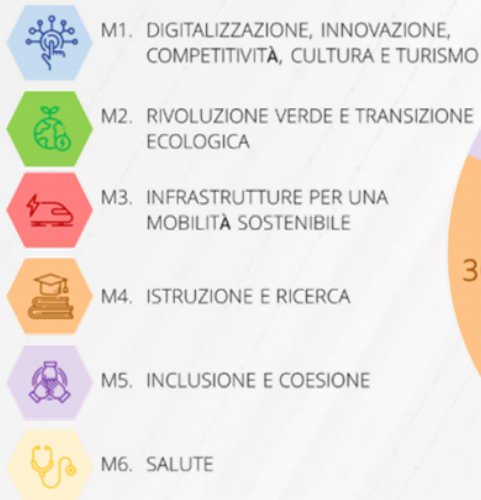 M1. DIGITALIZZAZIONE, INNOVAZIONE,
COMPETITIVITÀ, CULTURA E TURISMO
M2. RIVOLUZIONE VERDE E TRANSIZIONE
ECOLOGICA
M3. INFRASTRUTTURE PER UNA
MOBILITÀ SOSTENIBILE
3
M4. ISTRUZIONE E RICERCA
M5. INCLUSIONE E COESIONE
M6. SALUTE